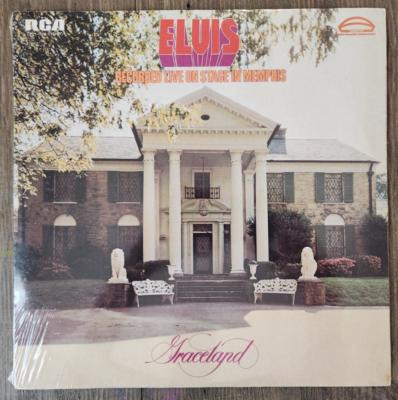 RCA
ELVIS
RECORDED LIVE ON STAGE IN MEMPHIS
Graceland